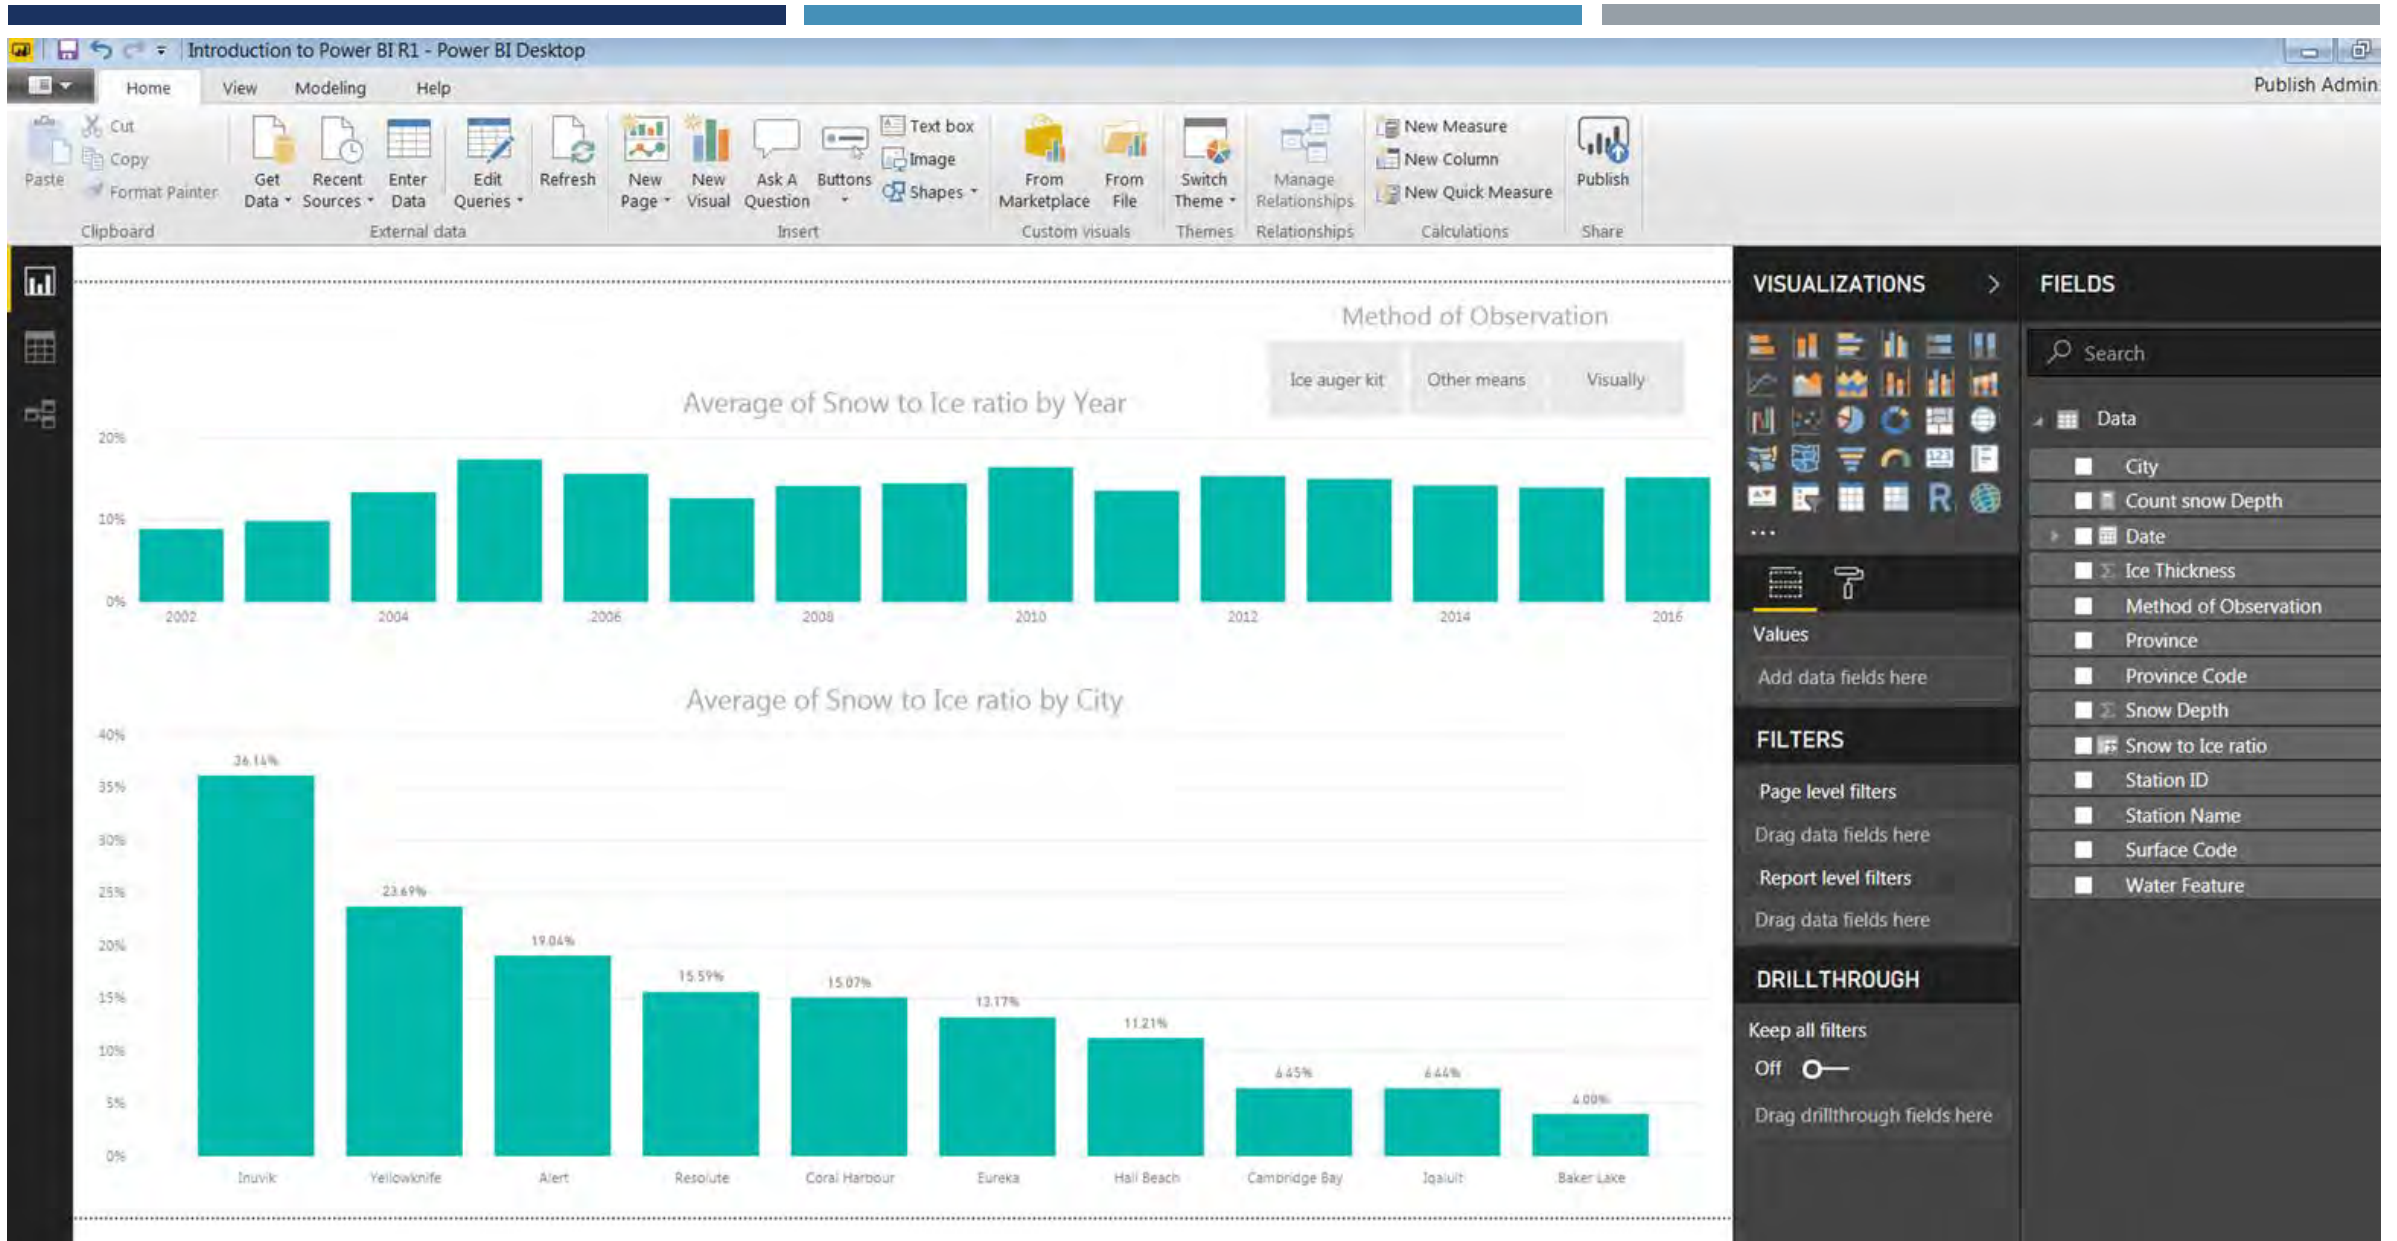 Introduction to Power BI R1 - Power BI Desktop
Home View Modeling Help
Publish Admin
Paste
Cut
Copy
Format Painter
Clipboard
Get Data
Recent Sources
Enter Data
Edit Queries
Refresh
External data
New Page
New Visual
Ask A Question
Buttons
Text box
Image
Shapes
Insert
From Marketplace
From File
Custom visuals
Switch Theme
Themes
Manage Relationships
Relationships
New Measure
New Column
New Quick Measure
Calculations
Publish
Share
Method of Observation
Ice auger kit Other means Visually
Average of Snow to Ice ratio by Year
20%
10%
0%
2002 2004 2006 2008 2010 2012 2014 2016
Average of Snow to Ice ratio by City
40%
35%
30%
25%
20%
15%
10%
5%
0%
36.14% 23.69% 19.04% 15.59% 15.07% 13.17% 11.21% 6.45% 6.44% 4.00%
Inuvik Yellowknife Alert Resolute Coral Harbour Eureka Hall Beach Cambridge Bay Iqaluit Baker Lake
VISUALIZATIONS
123
R
Values
Add data fields here
FILTERS
Page level filters
Drag data fields here
Report level filters
Drag data fields here
DRILLTHROUGH
Keep all filters
Off
Drag drillthrough fields here
FIELDS
Search
Data
City
Count snow Depth
Date
Ice Thickness
Method of Observation
Province
Province Code
Snow Depth
Snow to Ice ratio
Station ID
Station Name
Surface Code
Water Feature